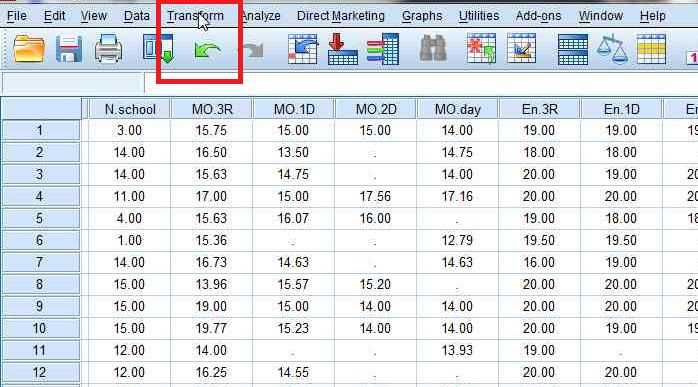 File Edit View Data Transform Analyze Direct Marketing Graphs Utilities Add-ons Window Help
N.school MO.3R MO.1D MO.2D MO.day En.3R En.1D
1 3.00 15.75 15.00 15.00 14.00 19.00 19.00
2 14.00 16.50 13.50 . 14.75 18.00 18.00
3 14.00 15.63 14.75 . 14.00 20.00 19.00
4 11.00 17.00 15.00 17.56 17.16 20.00 20.00
5 4.00 15.63 16.07 16.00 . 19.00 18.00
6 1.00 15.36 . . 12.79 19.50 19.50
7 14.00 16.73 14.63 . 14.63 16.00 19.00
8 15.00 13.96 15.57 15.20 . 20.00 20.00
9 15.00 19.00 15.00 14.00 14.00 20.00 20.00
10 15.00 19.77 15.23 14.00 14.00 20.00 19.00
11 12.00 14.00 . . 13.93 19.00 .
12 12.00 16.25 14.55 . . 20.00 20.00